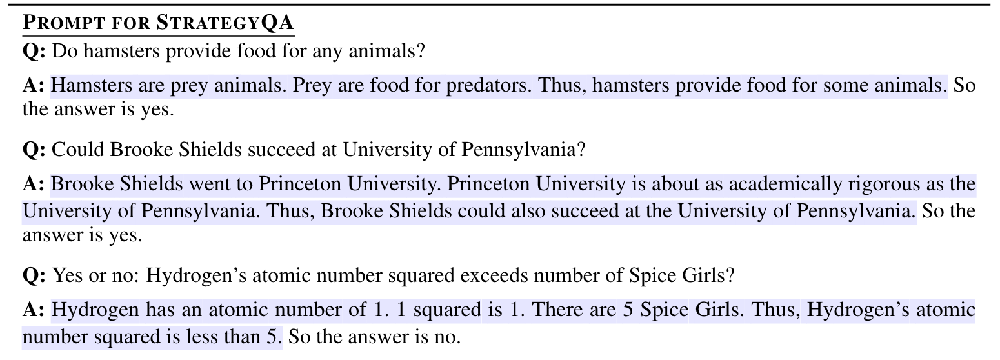 PROMPT FOR STRATEGYQA
Q: Do hamsters provide food for any animals?
A: Hamsters are prey animals. Prey are food for predators. Thus, hamsters provide food for some animals. So
the answer is yes.
Q: Could Brooke Shields succeed at University of Pennsylvania?
A: Brooke Shields went to Princeton University. Princeton University is about as academically rigorous as the
University of Pennsylvania. Thus, Brooke Shields could also succeed at the University of Pennsylvania. So the
answer is yes.
Q: Yes or no: Hydrogen’s atomic number squared exceeds number of Spice Girls?
A: Hydrogen has an atomic number of 1. 1 squared is 1. There are 5 Spice Girls. Thus, Hydrogen’s atomic
number squared is less than 5. So the answer is no.